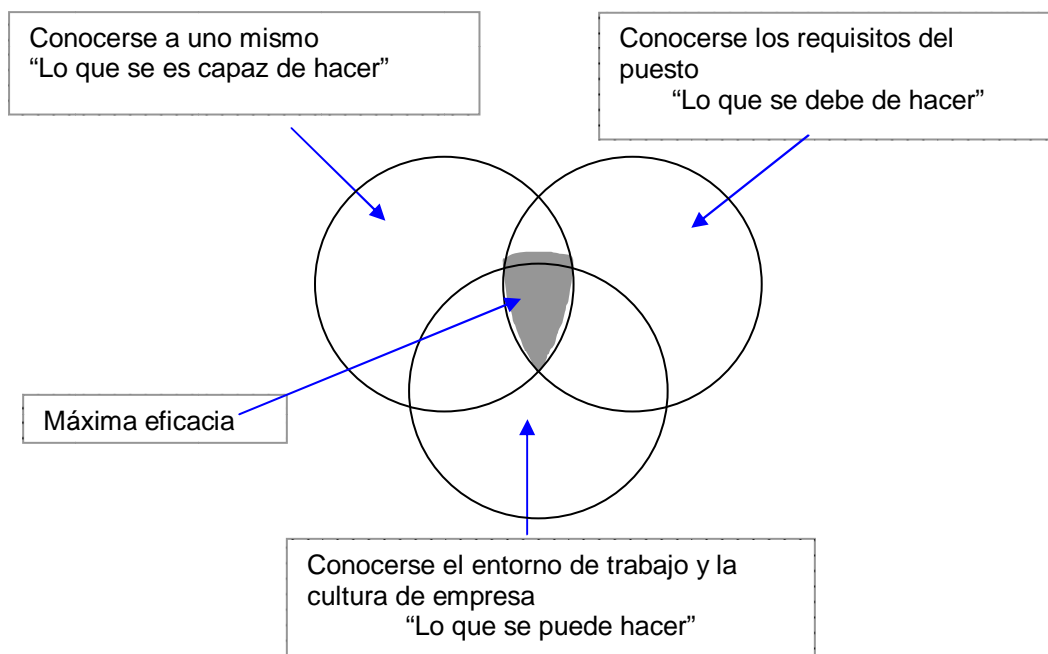 Conocerse a uno mismo
“Lo que se es capaz de hacer”
Conocerse los requisitos del
puesto
“Lo que se debe de hacer”
Máxima eficacia
Conocerse el entorno de trabajo y la
cultura de empresa
“Lo que se puede hacer”